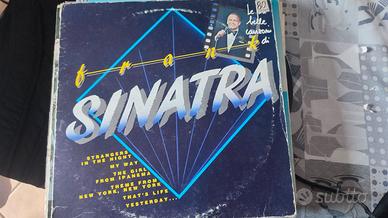 80
le
belle
canzoni
di
frank
SINATRA
STRANGERS
IN THE NIGHT
MY WAY
THE GIRL
FROM IPANEMA
THEME FROM
NEW YORK, NEW YORK
THAT'S LIFE
YESTERDAY...
subito